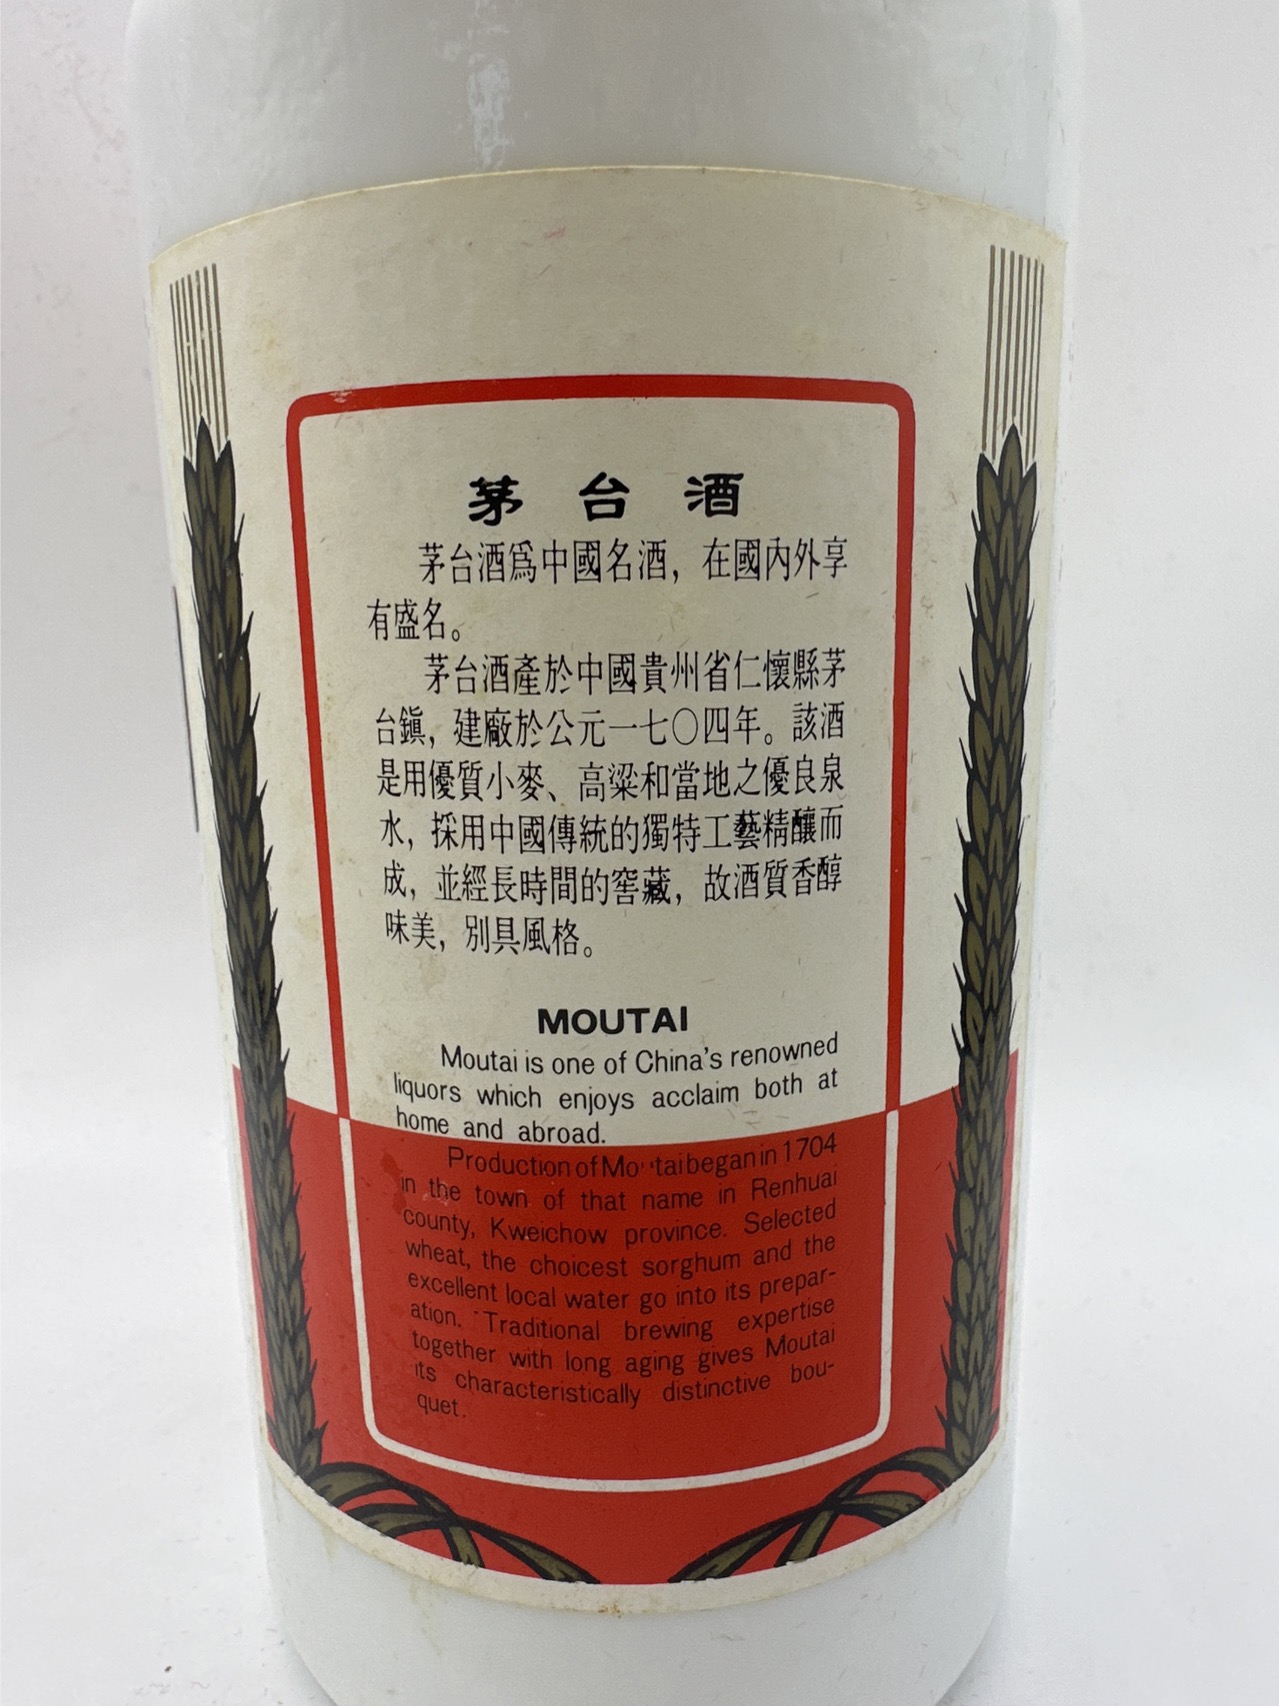 茅台酒
茅台酒爲中國名酒，在國內外享
有盛名。
茅台酒產於中國貴州省仁懷縣茅
台鎭，建廠於公元一七〇四年。該酒
是用優質小麥、高粱和當地之優良泉
水，採用中國傳統的獨特工藝精釀而
成，並經長時間的窖藏，故酒質香醇
味美，別具風格。
MOUTAI
Moutai is one of China's renowned
liquors which enjoys acclaim both at
home and abroad.
Production of Moutai began in 1704
in the town of that name in Renhuai
county, Kweichow province. Selected
wheat, the choicest sorghum and the
excellent local water go into its prepar-
ation. Traditional brewing expertise
together with long aging gives Moutai
its characteristically distinctive bou-
quet.